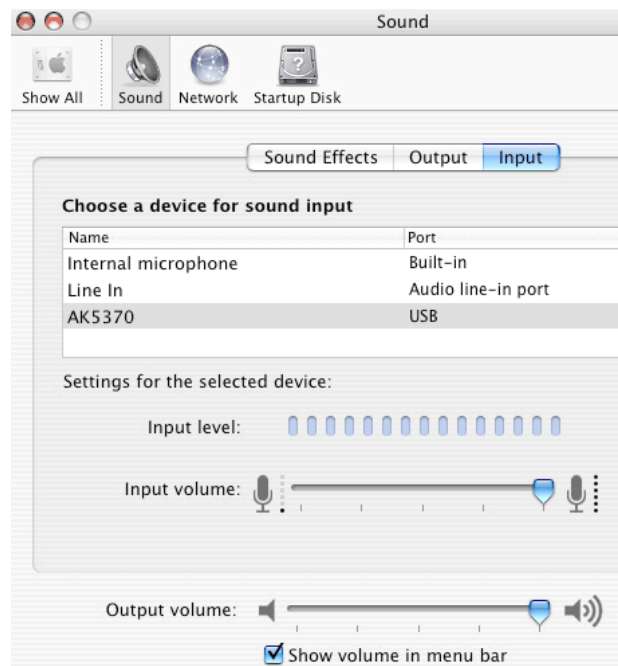 Sound
Show All Sound Network Startup Disk
Sound Effects Output Input
Choose a device for sound input
Name Port
Internal microphone Built-in
Line In Audio line-in port
AK5370 USB
Settings for the selected device:
Input level:
Input volume:
Output volume:
Show volume in menu bar